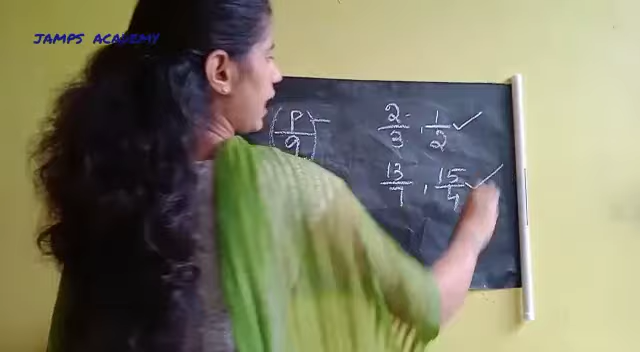 JAMPS ACADEMY
(p/q)
2/3, 1/2 ✓
13/7, 15/4 ✓